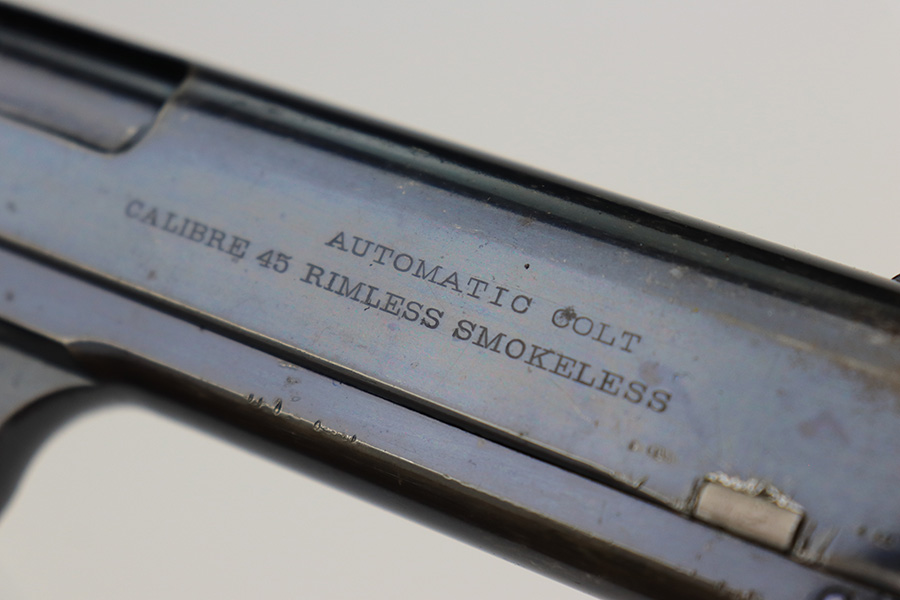 AUTOMATIC COLT
CALIBRE 45 RIMLESS SMOKELESS